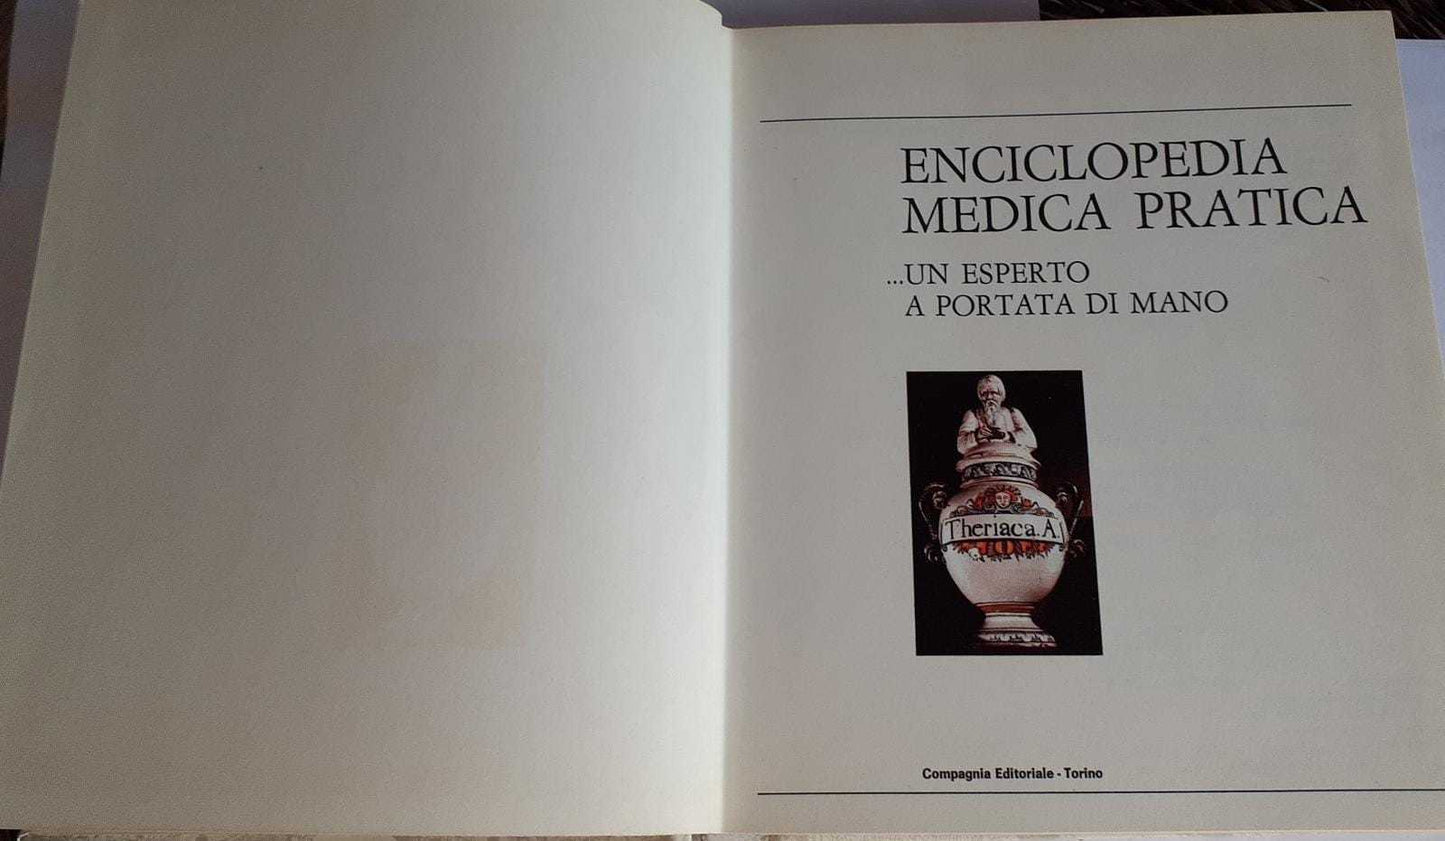 ENCICLOPEDIA
MEDICA PRATICA
...UN ESPERTO
A PORTATA DI MANO
Theriaca.A.
Compagnia Editoriale - Torino